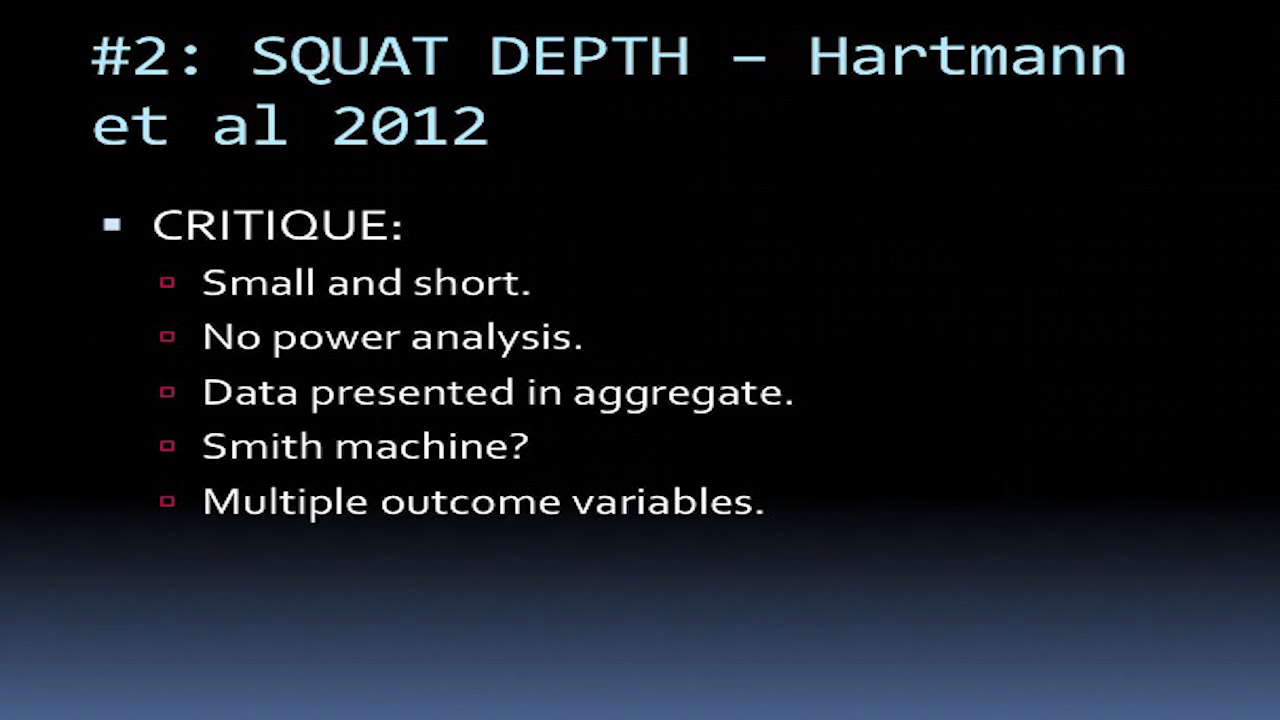 #2: SQUAT DEPTH – Hartmann
et al 2012
CRITIQUE:
Small and short.
No power analysis.
Data presented in aggregate.
Smith machine?
Multiple outcome variables.